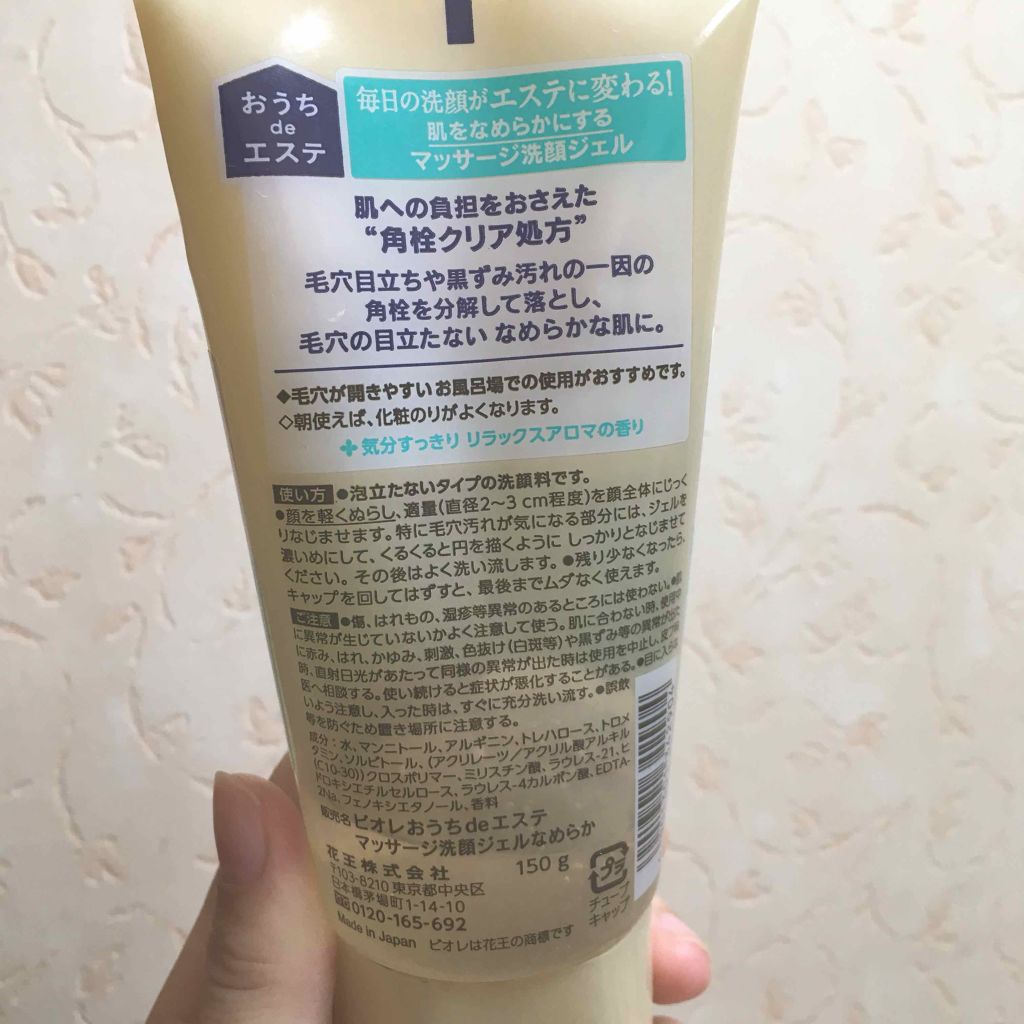 おうち
de
エステ
毎日の洗顔がエステに変わる!
肌をなめらかにする
マッサージ洗顔ジェル
肌への負担をおさえた
“角栓クリア処方”
毛穴目立ちや黒ずみ汚れの一因の
角栓を分解して落とし、
毛穴の目立たない なめらかな肌に。
◆毛穴が開きやすいお風呂場での使用がおすすめです。
◇朝使えば、化粧のりがよくなります。
気分すっきり リラックスアロマの香り
使い方 ●泡立たないタイプの洗顔料です。
●顔を軽くぬらし、適量(直径2~3 cm程度)を顔全体にじっく
りなじませます。特に毛穴汚れが気になる部分には、ジェルを
濃いめにして、くるくると円を描くように しっかりとなじませて
ください。その後はよく洗い流します。●残り少なくなったら、
キャップを回してはずすと、最後までムダなく使えます。
ご注意 ●傷、はれもの、湿疹等異常のあるところには使わない。●肌
に異常が生じていないかよく注意して使う。肌に合わない時、使用中
に赤み、はれ、かゆみ、刺激、色抜け(白斑等)や黒ずみ等の異常が出た
時、直射日光があたって同様の異常が出た時は使用を中止し、皮フ科
医へ相談する。使い続けると症状が悪化することがある。●目に入らな
いよう注意し、入った時は、すぐに充分洗い流す。●誤飲
等を防ぐため置き場所に注意する。
成分:水、マンニトール、アルギニン、トレハロース、トロメ
タミン、ソルビトール、(アクリレーツ/アクリル酸アルキル
(C10-30))クロスポリマー、ミリスチン酸、ラウレス-21、ヒ
ドロキシエチルセルロース、ラウレス-4カルボン酸、EDTA-
2Na、フェノキシエタノール、香料
販売名 ビオレおうちdeエステ
マッサージ洗顔ジェルなめらか
花王株式会社 150 g
〒103-8210 東京都中央区
日本橋茅場町1-14-10
0120-165-692
Made in Japan ビオレは花王の商標です
プラ
チューブ
キャップ